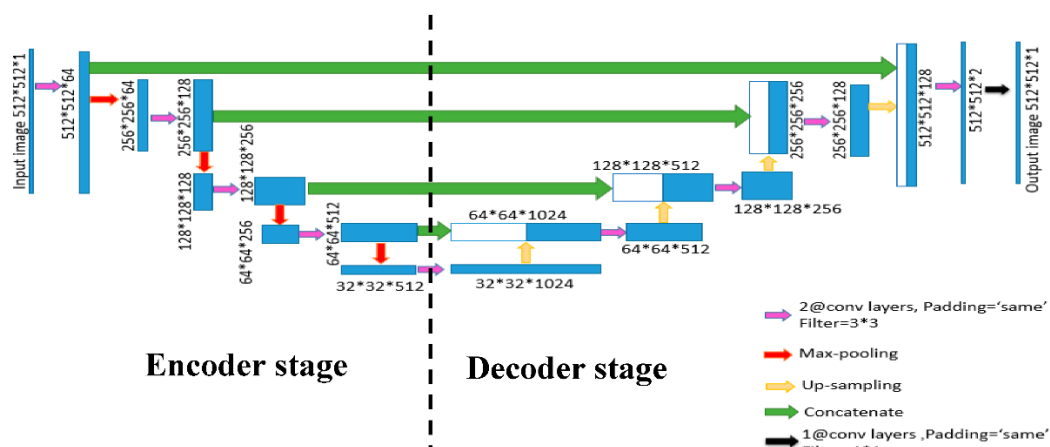 Input image 512*512*1
512*512*64
256*256*64
256*256*128
128*128*128
128*128*256
64*64*256
64*64*512
32*32*512
32*32*1024
64*64*1024
64*64*512
128*128*512
128*128*256
256*256*256
256*256*128
512*512*128
512*512*2
Output image 512*512*1
Encoder stage
Decoder stage
2@conv layers, Padding=‘same’
Filter=3*3
Max-pooling
Up-sampling
Concatenate
1@conv layers ,Padding=‘same’